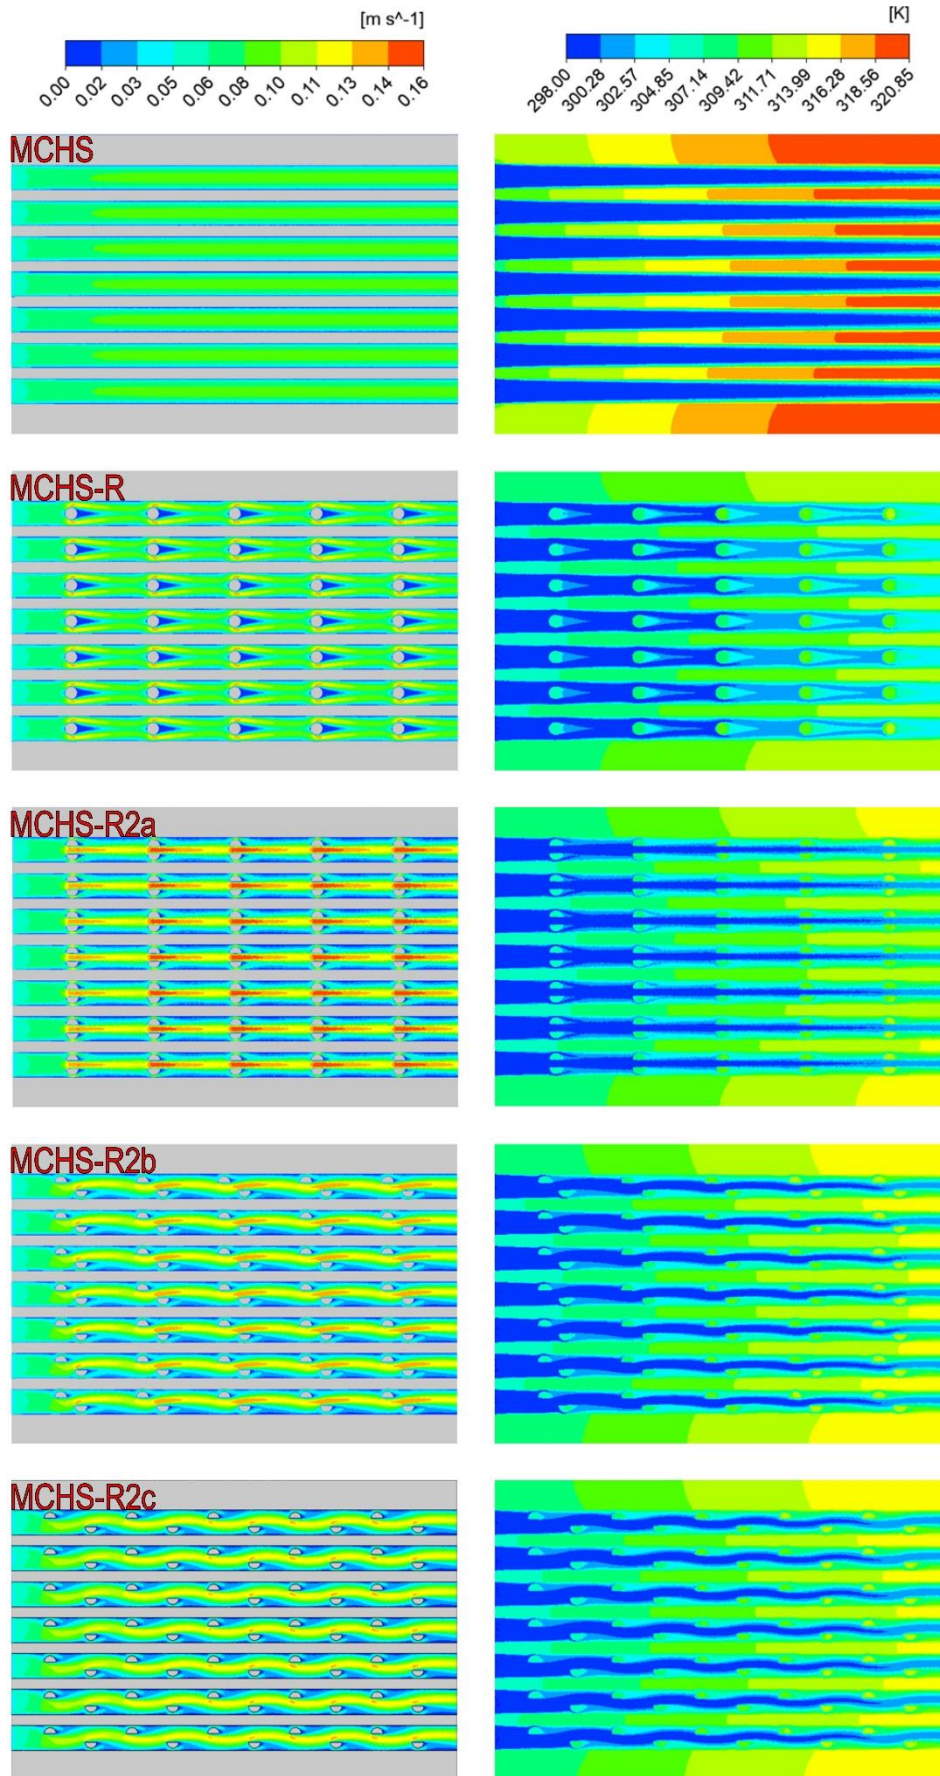 [m s^-1]
0.00 0.02 0.03 0.05 0.06 0.08 0.10 0.11 0.13 0.14 0.16
[K]
298.00 300.28 302.57 304.85 307.14 309.42 311.71 313.99 316.28 318.56 320.85
MCHS
MCHS-R
MCHS-R2a
MCHS-R2b
MCHS-R2c